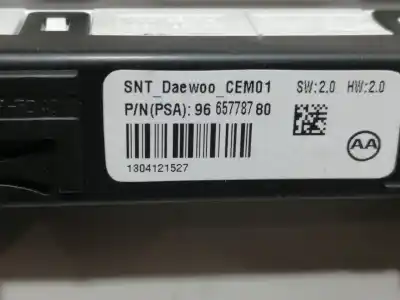 SNT_Daewoo_CEM01 SW:2.0 HW:2.0
P/N(PSA): 96 657787 80
AA
1304121527